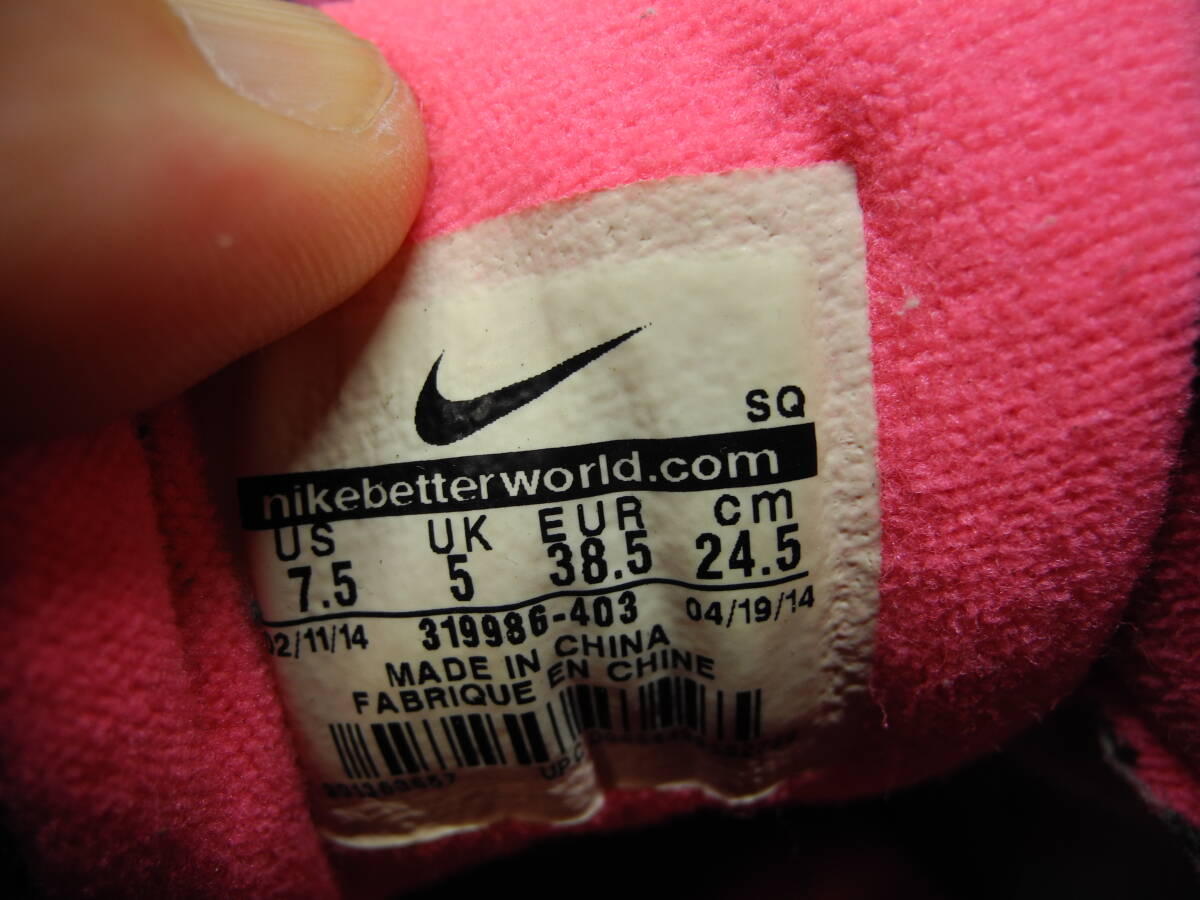 SQ
nikebetterworld.com
US UK EUR cm
7.5 5 38.5 24.5
02/11/14 319986-403 04/19/14
MADE IN CHINA
FABRIQUE EN CHINE